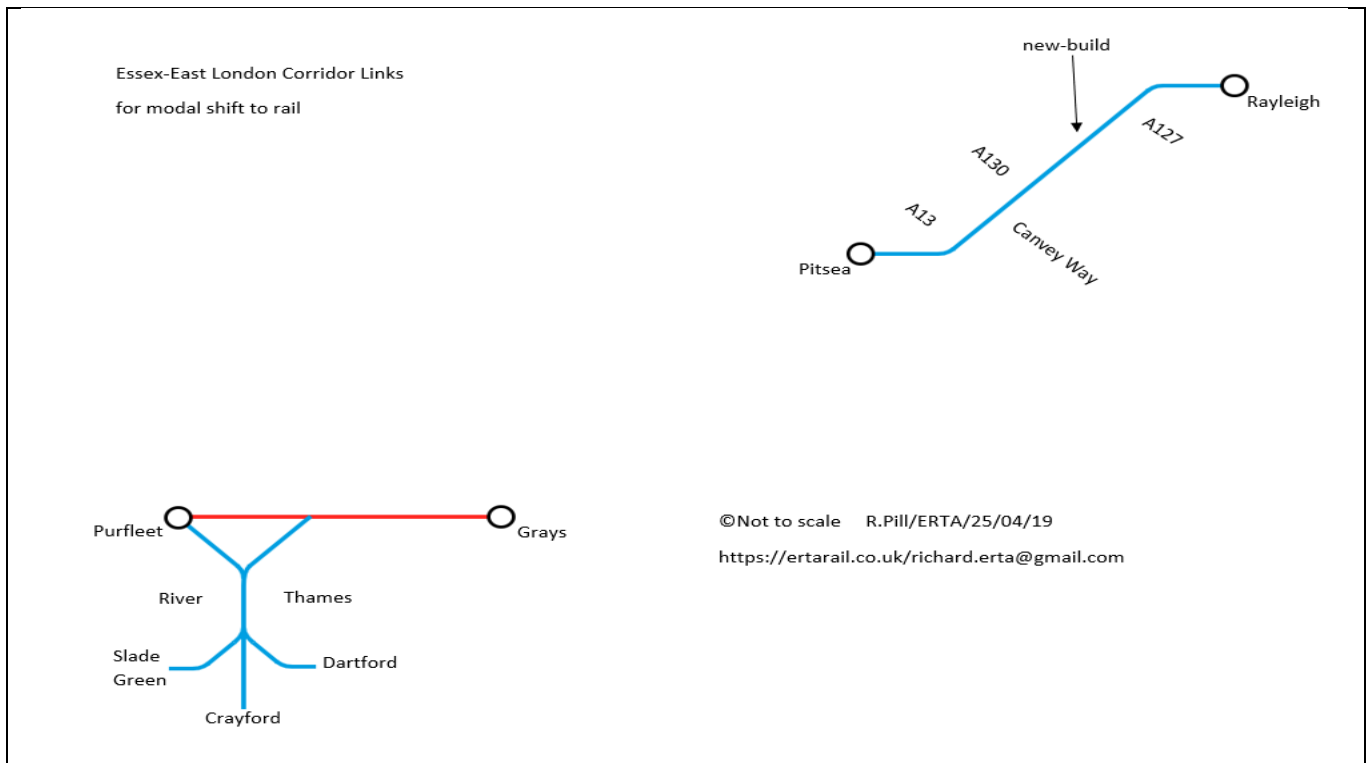 Essex-East London Corridor Links
for modal shift to rail
new-build
Rayleigh
A127
A130
A13
Canvey Way
Pitsea
Purfleet
Grays
©Not to scale R.Pill/ERTA/25/04/19
https://ertarail.co.uk/richard.erta@gmail.com
River Thames
Slade
Green
Dartford
Crayford